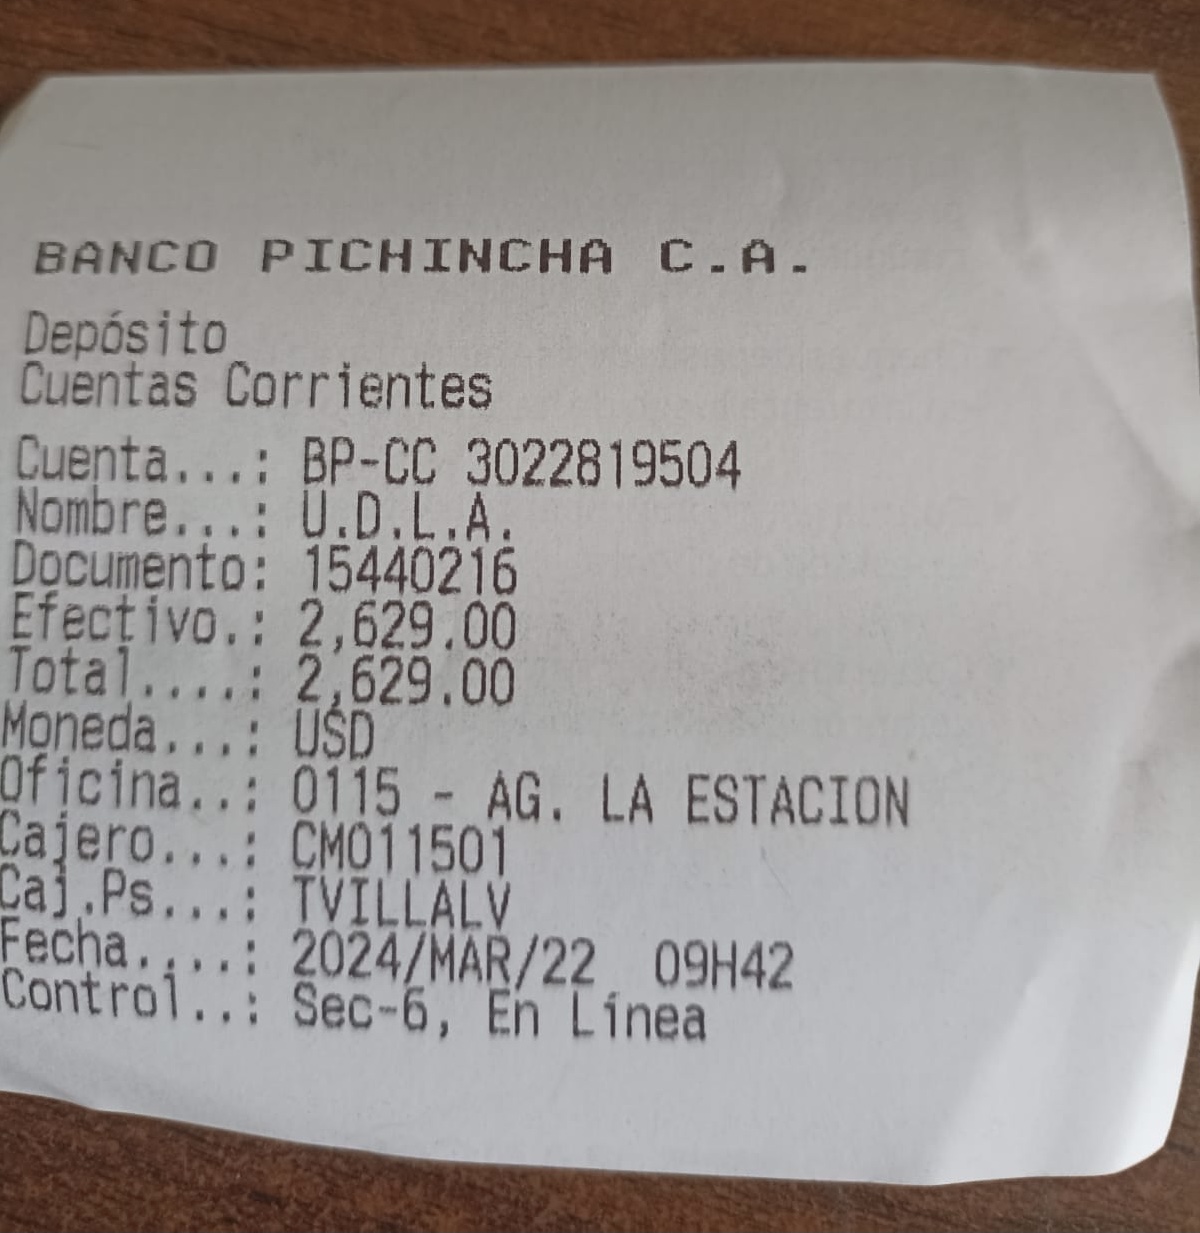 BANCO PICHINCHA C.A.
Depósito
Cuentas Corrientes
Cuenta...: BP-CC 3022819504
Nombre...: U.D.L.A.
Documento: 15440216
Efectivo.: 2,629.00
Total....: 2,629.00
Moneda...: USD
Oficina..: 0115 - AG. LA ESTACION
Cajero...: CM011501
Caj.Ps...: TVILLALV
Fecha....: 2024/MAR/22 09H42
Control..: Sec-6, En Línea